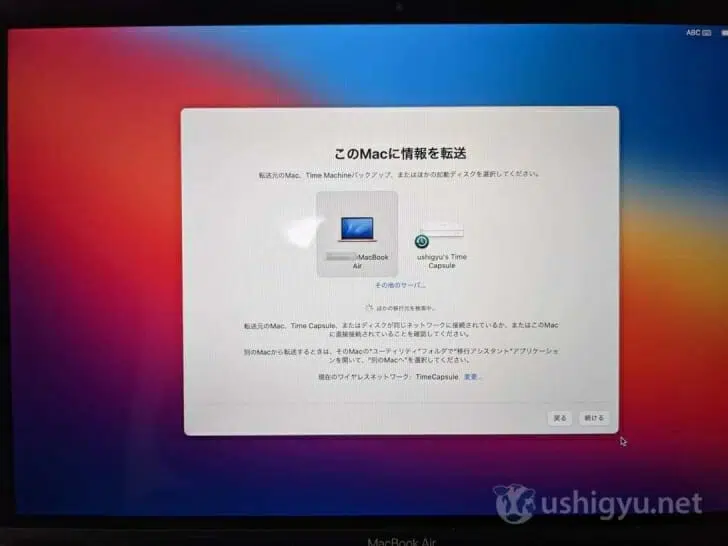 ABC
このMacに情報を転送
転送元のMac、Time Machineバックアップ、またはほかの起動ディスクを選択してください。
MacBook
Air
ushigyu's Time
Capsule
その他のサーバ...
ほかの移行元を検索中...
転送元のMac、Time Capsule、またはディスクが同じネットワークに接続されているか、またはこのMac
に直接接続されていることを確認してください。
別のMacから転送するときは、そのMacの"ユーティリティ"フォルダで"移行アシスタント"アプリケーショ
ンを開いて、"別のMacへ"を選択してください。
現在のワイヤレスネットワーク: TimeCapsule 変更...
戻る
続ける
ushigyu.net
MacBook Air